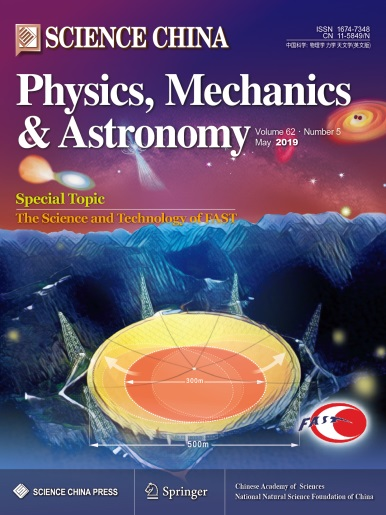 ISSN 1674-7348
CN 11-5849/N
中国科学: 物理学 力学 天文学(英文版)
SCIENCE CHINA
Physics, Mechanics
& Astronomy
Volume 62 · Number 5
May 2019
Special Topic
The Science and Technology of FAST
300m
500m
FAST
SCIENCE CHINA PRESS
Springer
Chinese Academy of Sciences
National Natural Science Foundation of China